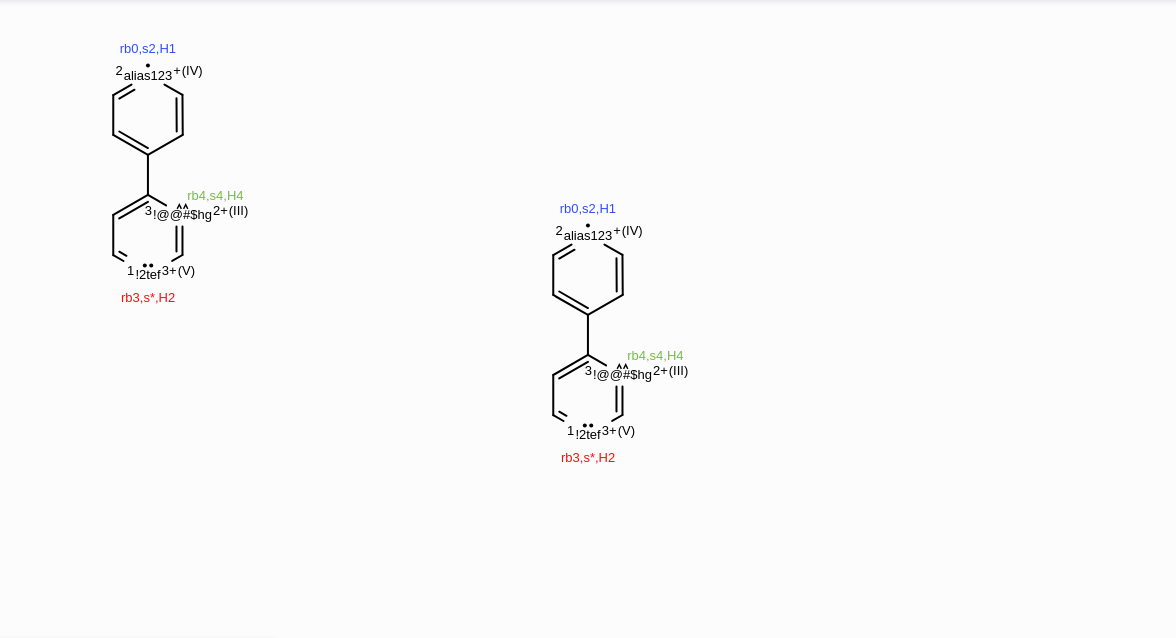 rb0,s2,H1
2alias123+(IV)
rb4,s4,H4
3!@@#$hg2+(III)
1!2tef3+(V)
rb3,s*,H2
rb0,s2,H1
2alias123+(IV)
rb4,s4,H4
3!@@#$hg2+(III)
1!2tef3+(V)
rb3,s*,H2